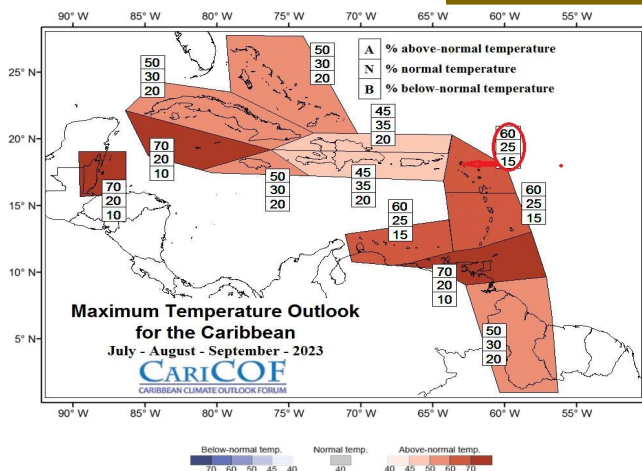 A % above-normal temperature
N % normal temperature
B % below-normal temperature
25°N
20°N
15°N
10°N
5°N
50
30
20
50
30
20
45
35
20
60
25
15
70
20
10
70
20
10
50
30
20
45
35
20
60
25
15
60
25
15
70
20
10
50
30
20
Maximum Temperature Outlook
for the Caribbean
July - August - September - 2023
CARICOF
CARIBBEAN CLIMATE OUTLOOK FORUM
90°W 85°W 80°W 75°W 70°W 65°W 60°W 55°W
Below-normal temp. Normal temp. Above-normal temp.
70 60 50 45 40 40 40 45 50 60 70